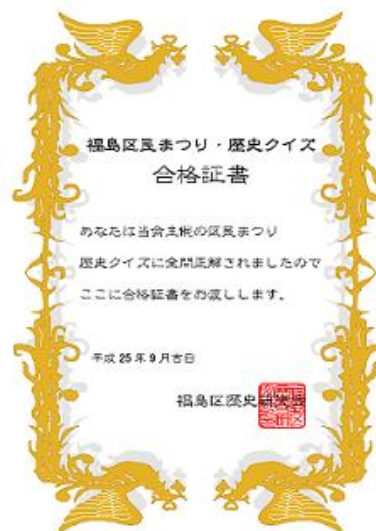 福島区民まつり・歴史クイズ
合格証書
あなたは当会主催の区民まつり
歴史クイズに全問正解されましたので
ここに合格証書をお渡しします。
平成25年9月吉日
福島区歴史研究会